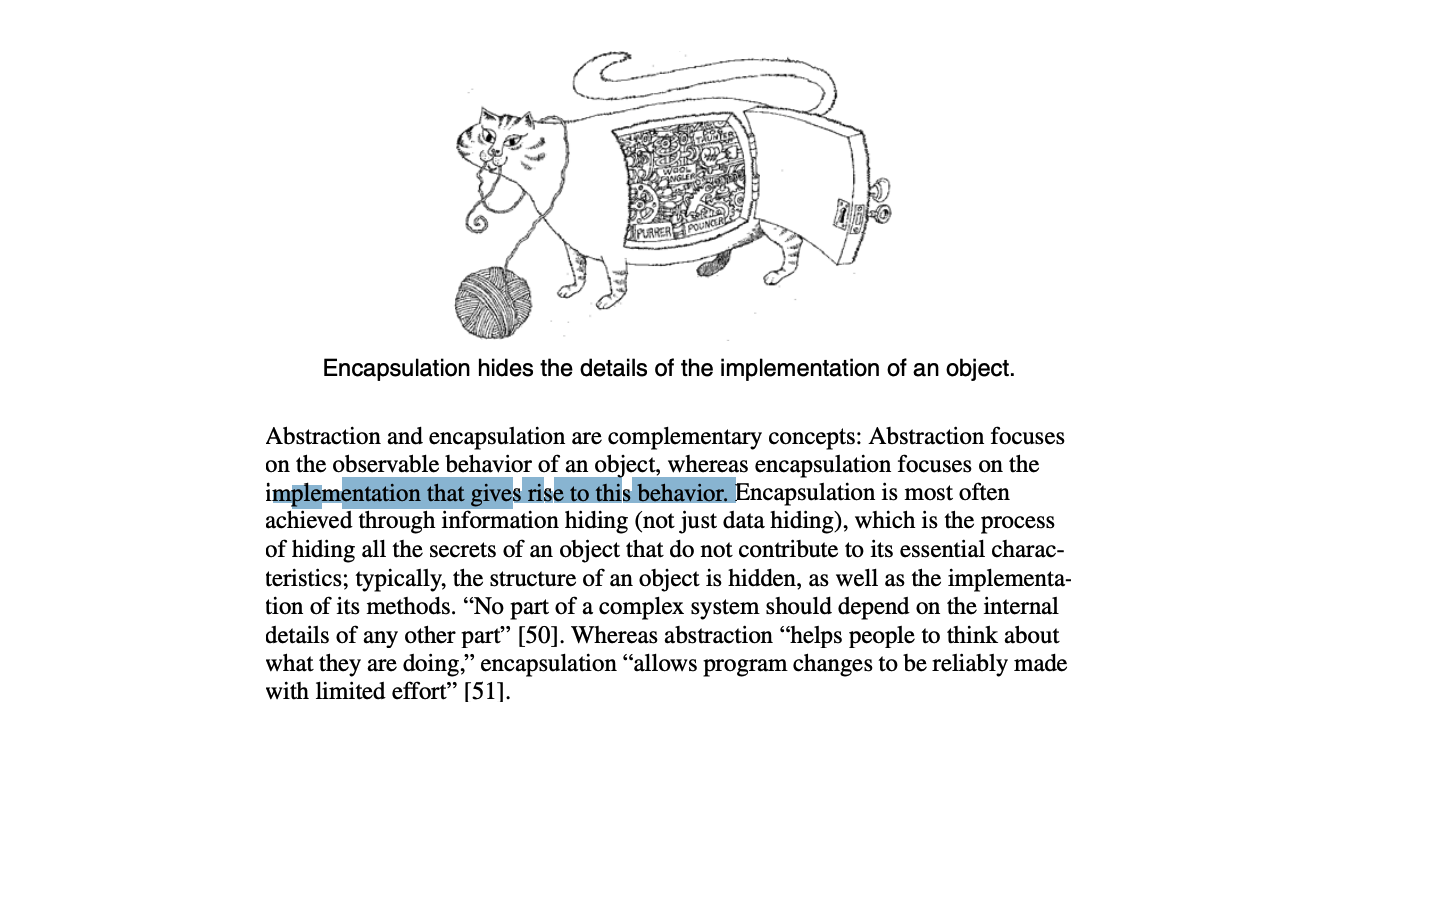 TAUNTER
WOOL
TANGLER
PURRER
POUNCER
Encapsulation hides the details of the implementation of an object.
Abstraction and encapsulation are complementary concepts: Abstraction focuses
on the observable behavior of an object, whereas encapsulation focuses on the
implementation that gives rise to this behavior. Encapsulation is most often
achieved through information hiding (not just data hiding), which is the process
of hiding all the secrets of an object that do not contribute to its essential charac-
teristics; typically, the structure of an object is hidden, as well as the implementa-
tion of its methods. “No part of a complex system should depend on the internal
details of any other part” [50]. Whereas abstraction “helps people to think about
what they are doing,” encapsulation “allows program changes to be reliably made
with limited effort” [51].